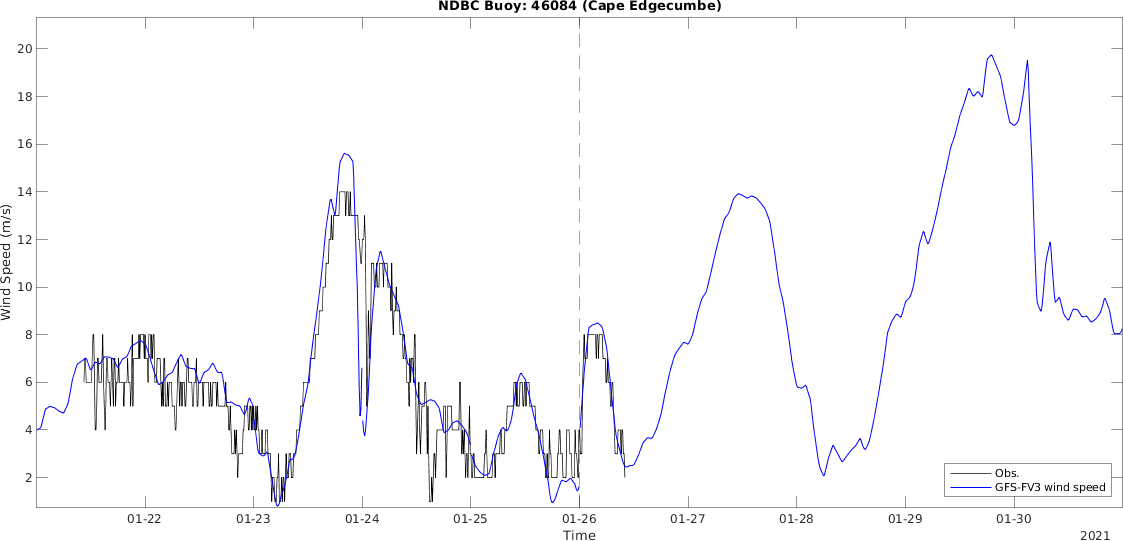 NDBC Buoy: 46084 (Cape Edgecumbe)
Wind Speed (m/s)
20
18
16
14
12
10
8
6
4
2
Obs.
GFS-FV3 wind speed
01-22 01-23 01-24 01-25 01-26 01-27 01-28 01-29 01-30
Time
2021